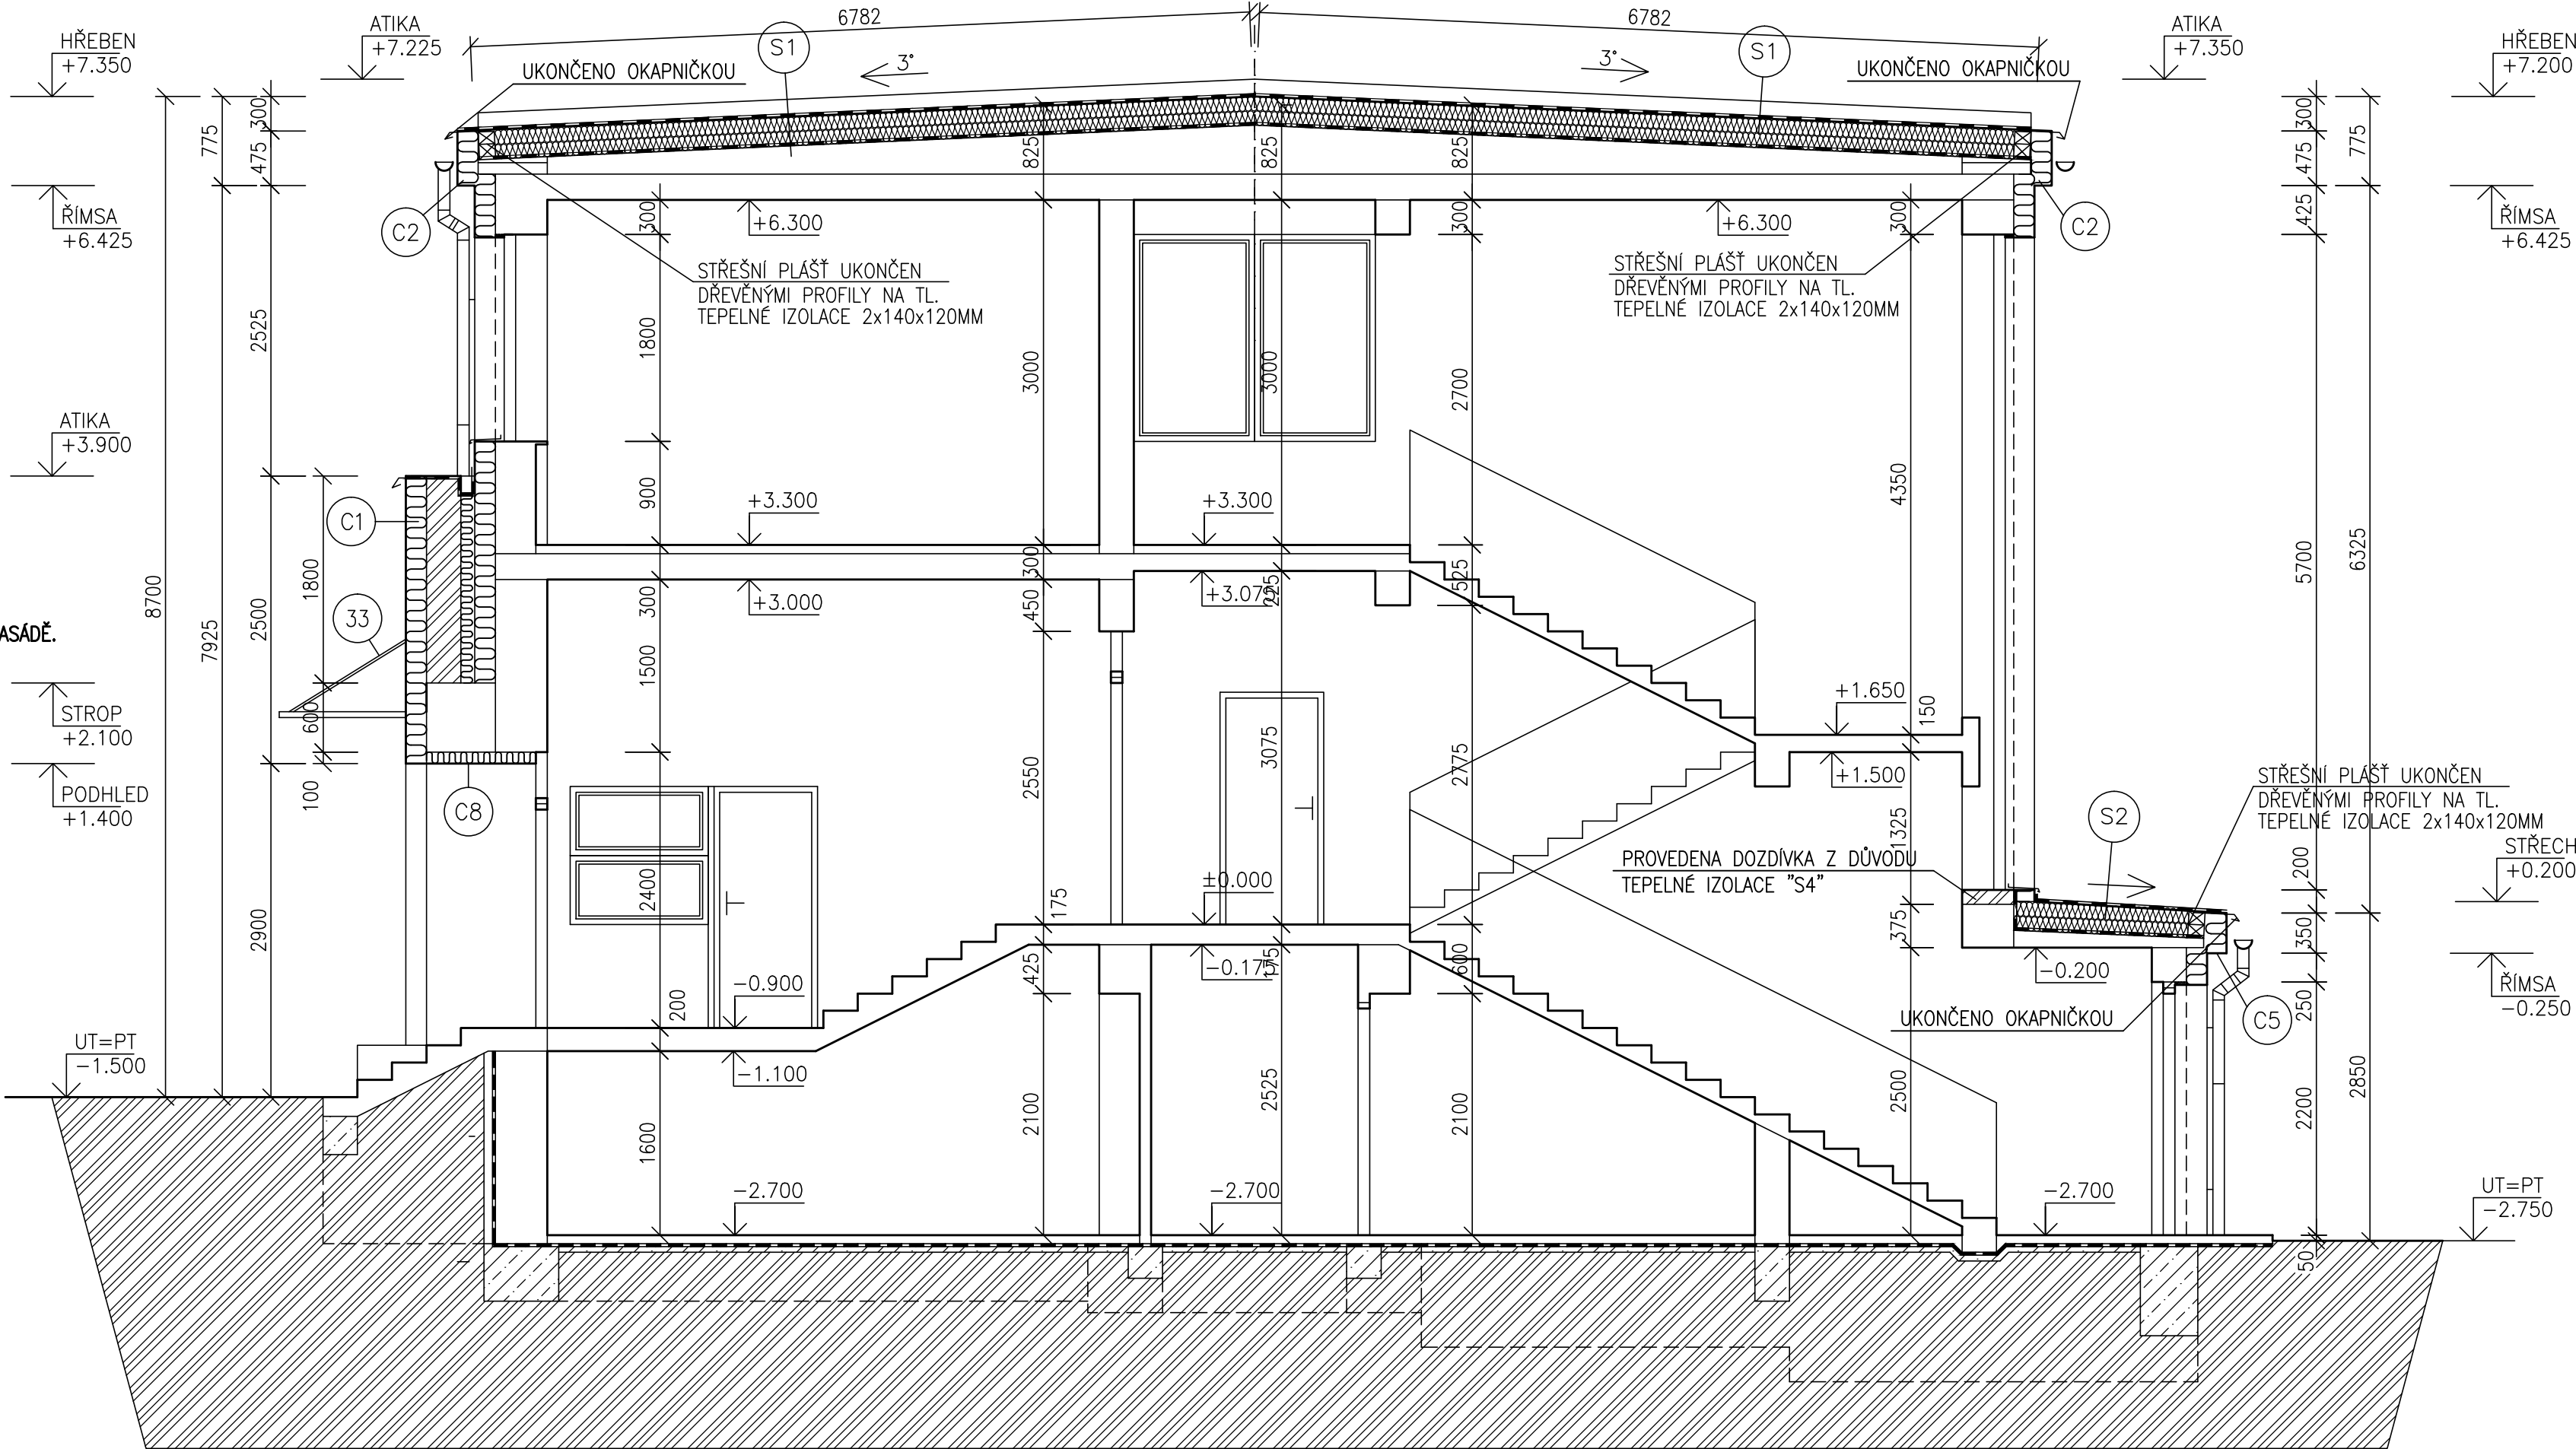 6782
6782
HŘEBEN
+7.350
ATIKA
+7.225
S1
3°
3°
S1
ATIKA
+7.350
HŘEBEN
+7.200
UKONČENO OKAPNIČKOU
UKONČENO OKAPNIČKOU
300
775
475
825
825
825
300
475
775
425
ŘÍMSA
+6.425
C2
300
+6.300
300
+6.300
300
C2
ŘÍMSA
+6.425
STŘEŠNÍ PLÁŠŤ UKONČEN
DŘEVĚNÝMI PROFILY NA TL.
TEPELNÉ IZOLACE 2x140x120MM
STŘEŠNÍ PLÁŠŤ UKONČEN
DŘEVĚNÝMI PROFILY NA TL.
TEPELNÉ IZOLACE 2x140x120MM
2525
1800
3000
3000
2700
4350
ATIKA
+3.900
C1
900
+3.300
+3.300
8700
7925
2500
1800
33
300
300
450
+3.000
+3.075
225
525
5700
6325
ASÁDĚ.
1500
STROP
+2.100
600
+1.650
150
PODHLED
+1.400
100
C8
2550
3075
2775
+1.500
1325
STŘEŠNÍ PLÁŠŤ UKONČEN
DŘEVĚNÝMI PROFILY NA TL.
TEPELNÉ IZOLACE 2x140x120MM
S2
2900
2400
175
±0.000
PROVEDENA DOZDÍVKA Z DŮVODU
TEPELNÉ IZOLACE "S4"
200
STŘECH
+0.200
375
350
425
-0.175
175
600
-0.200
-0.900
200
250
ŘÍMSA
-0.250
UKONČENO OKAPNIČKOU
C5
UT=PT
-1.500
-1.100
1600
2100
2525
2100
2500
2200
2850
-2.700
-2.700
-2.700
UT=PT
-2.750
50